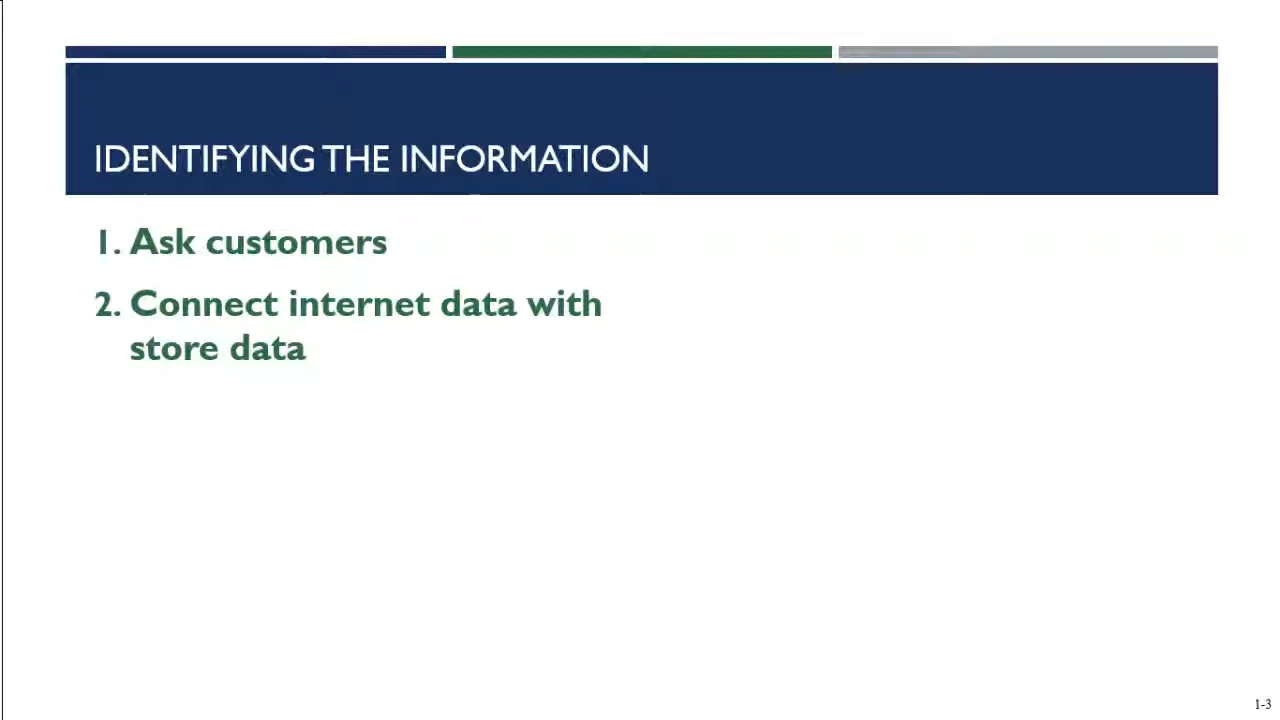 IDENTIFYING THE INFORMATION
1. Ask customers
2. Connect internet data with
store data
1-3